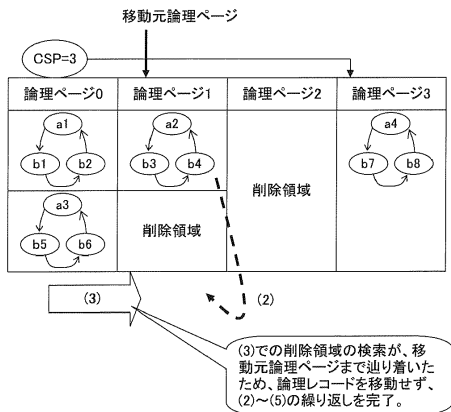 移動元論理ページ
CSP=3
論理ページ0
論理ページ1
論理ページ2
論理ページ3
a1
b1
b2
a2
b3
b4
削除領域
a4
b7
b8
a3
b5
b6
削除領域
(3)
(2)
(3)での削除領域の検索が、移
動元論理ページまで辿り着いた
ため、論理レコードを移動せず、
(2)~(5)の繰り返しを完了。